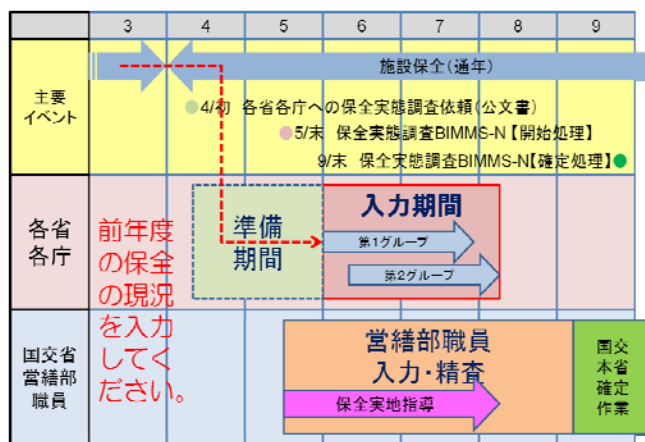 3 4 5 6 7 8 9
主要
イベント
施設保全(通年)
4/初 各省各庁への保全実態調査依頼(公文書)
5/末 保全実態調査BIMMS-N【開始処理】
9/末 保全実態調査BIMMS-N【確定処理】
各省
各庁
前年度
の保全
の現況
を入力
してく
ださい。
準備
期間
入力期間
第1グループ
第2グループ
国交省
営繕部
職員
営繕部職員
入力・精査
保全実地指導
国交
本省
確定
作業